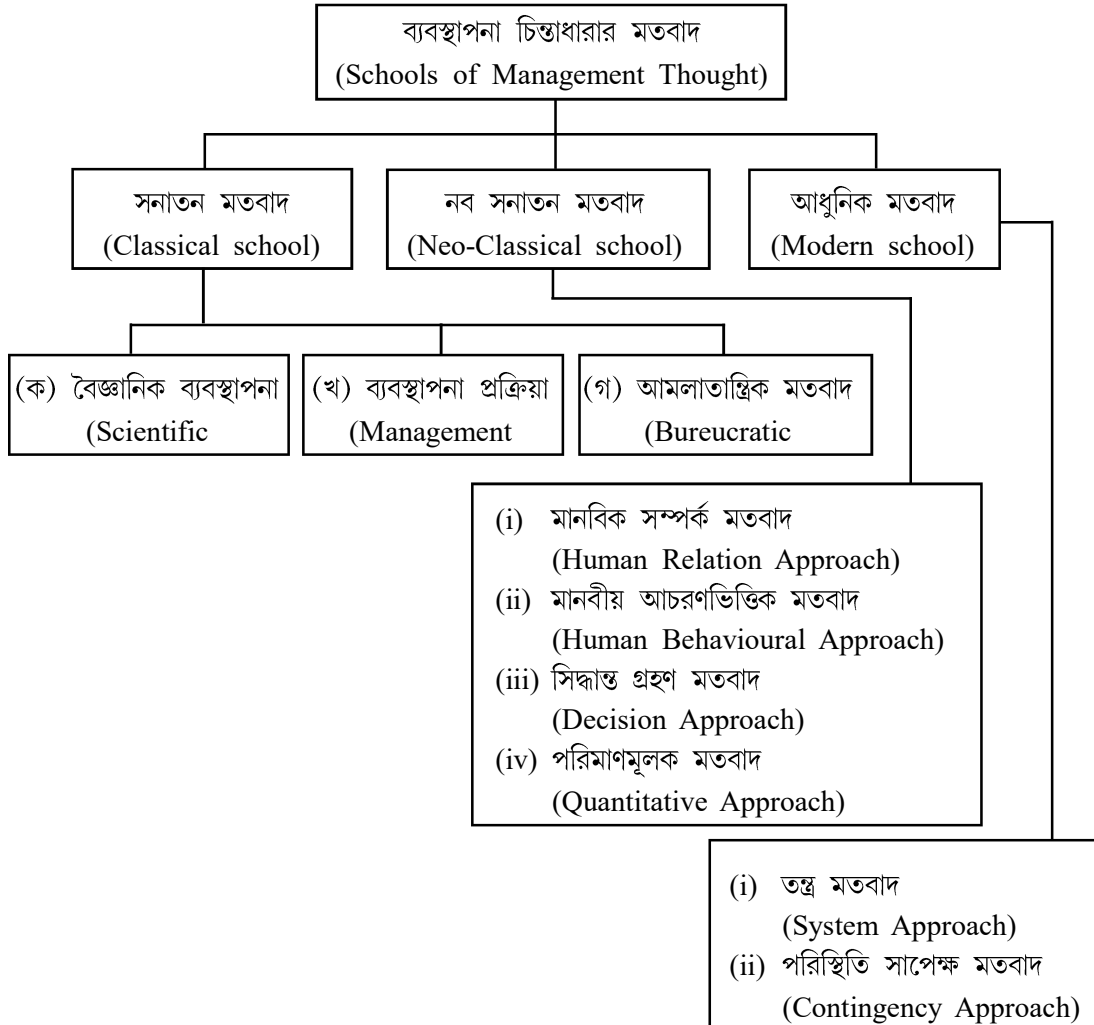 ব্যবস্থাপনা চিন্তাধারার মতবাদ
(Schools of Management Thought)
সনাতন মতবাদ
(Classical school)
নব সনাতন মতবাদ
(Neo-Classical school)
আধুনিক মতবাদ
(Modern school)
(ক) বৈজ্ঞানিক ব্যবস্থাপনা
(Scientific
(খ) ব্যবস্থাপনা প্রক্রিয়া
(Management
(গ) আমলাতান্ত্রিক মতবাদ
(Bureucratic
(i) মানবিক সম্পর্ক মতবাদ
(Human Relation Approach)
(ii) মানবীয় আচরণভিত্তিক মতবাদ
(Human Behavioural Approach)
(iii) সিদ্ধান্ত গ্রহণ মতবাদ
(Decision Approach)
(iv) পরিমাণমূলক মতবাদ
(Quantitative Approach)
(i) তন্ত্র মতবাদ
(System Approach)
(ii) পরিস্থিতি সাপেক্ষ মতবাদ
(Contingency Approach)